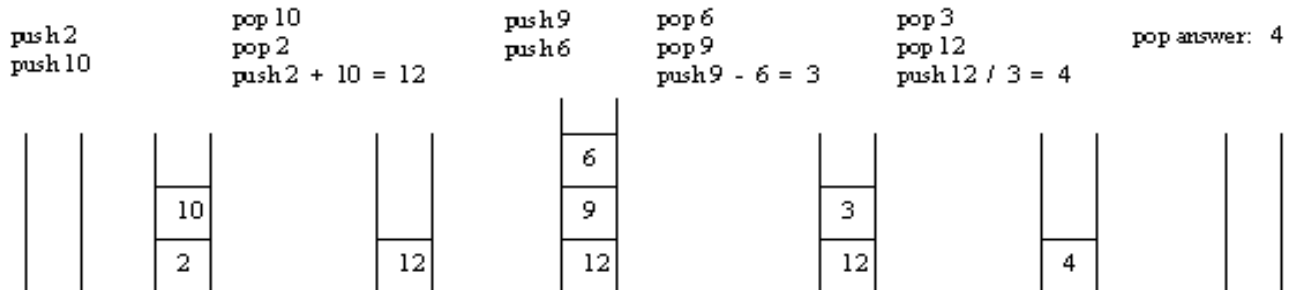 push 2
push 10
pop 10
pop 2
push 2 + 10 = 12
push 9
push 6
pop 6
pop 9
push 9 - 6 = 3
pop 3
pop 12
push 12 / 3 = 4
pop answer: 4
10
2
12
6
9
12
3
12
4